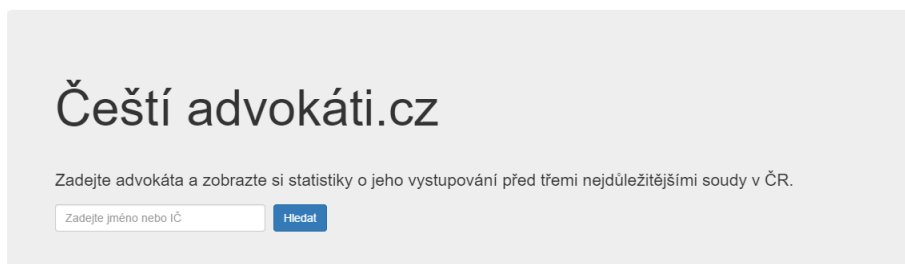 Čeští advokáti.cz
Zadejte advokáta a zobrazte si statistiky o jeho vystupování před třemi nejdůležitějšími soudy v ČR.
Zadejte jméno nebo IČ
Hledat